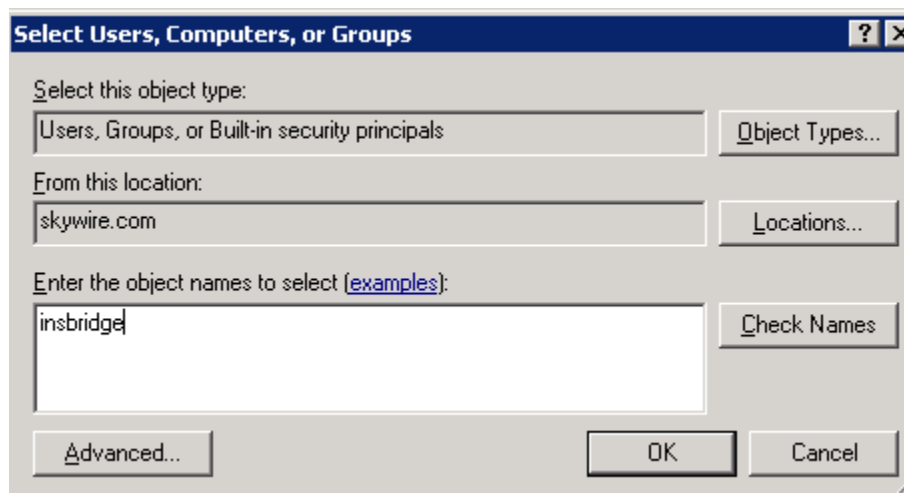 Select Users, Computers, or Groups
Select this object type:
Users, Groups, or Built-in security principals
Object Types...
From this location:
skywire.com
Locations...
Enter the object names to select (examples):
insbridge
Check Names
Advanced...
OK
Cancel